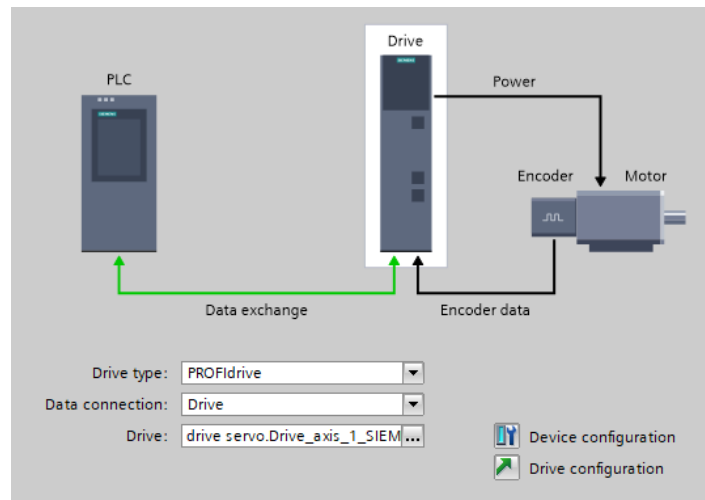 Drive
PLC
Power
Encoder
Motor
Data exchange
Encoder data
Drive type:
PROFIdrive
Data connection:
Drive
Drive:
drive servo.Drive_axis_1_SIEM
...
Device configuration
Drive configuration